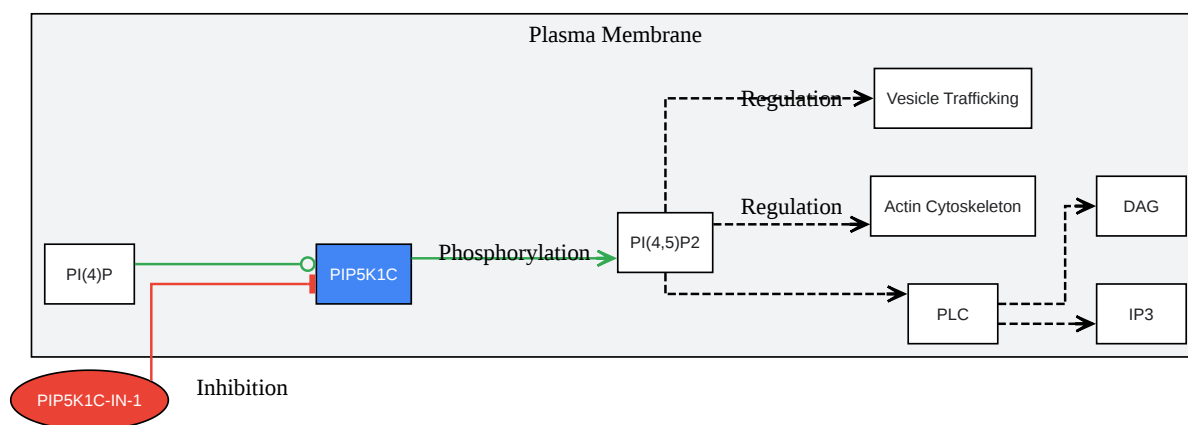 Plasma Membrane
Regulation
Vesicle Trafficking
Regulation
Actin Cytoskeleton
DAG
PI(4)P
PIP5K1C
Phosphorylation
PI(4,5)P2
PLC
IP3
PIP5K1C-IN-1
Inhibition